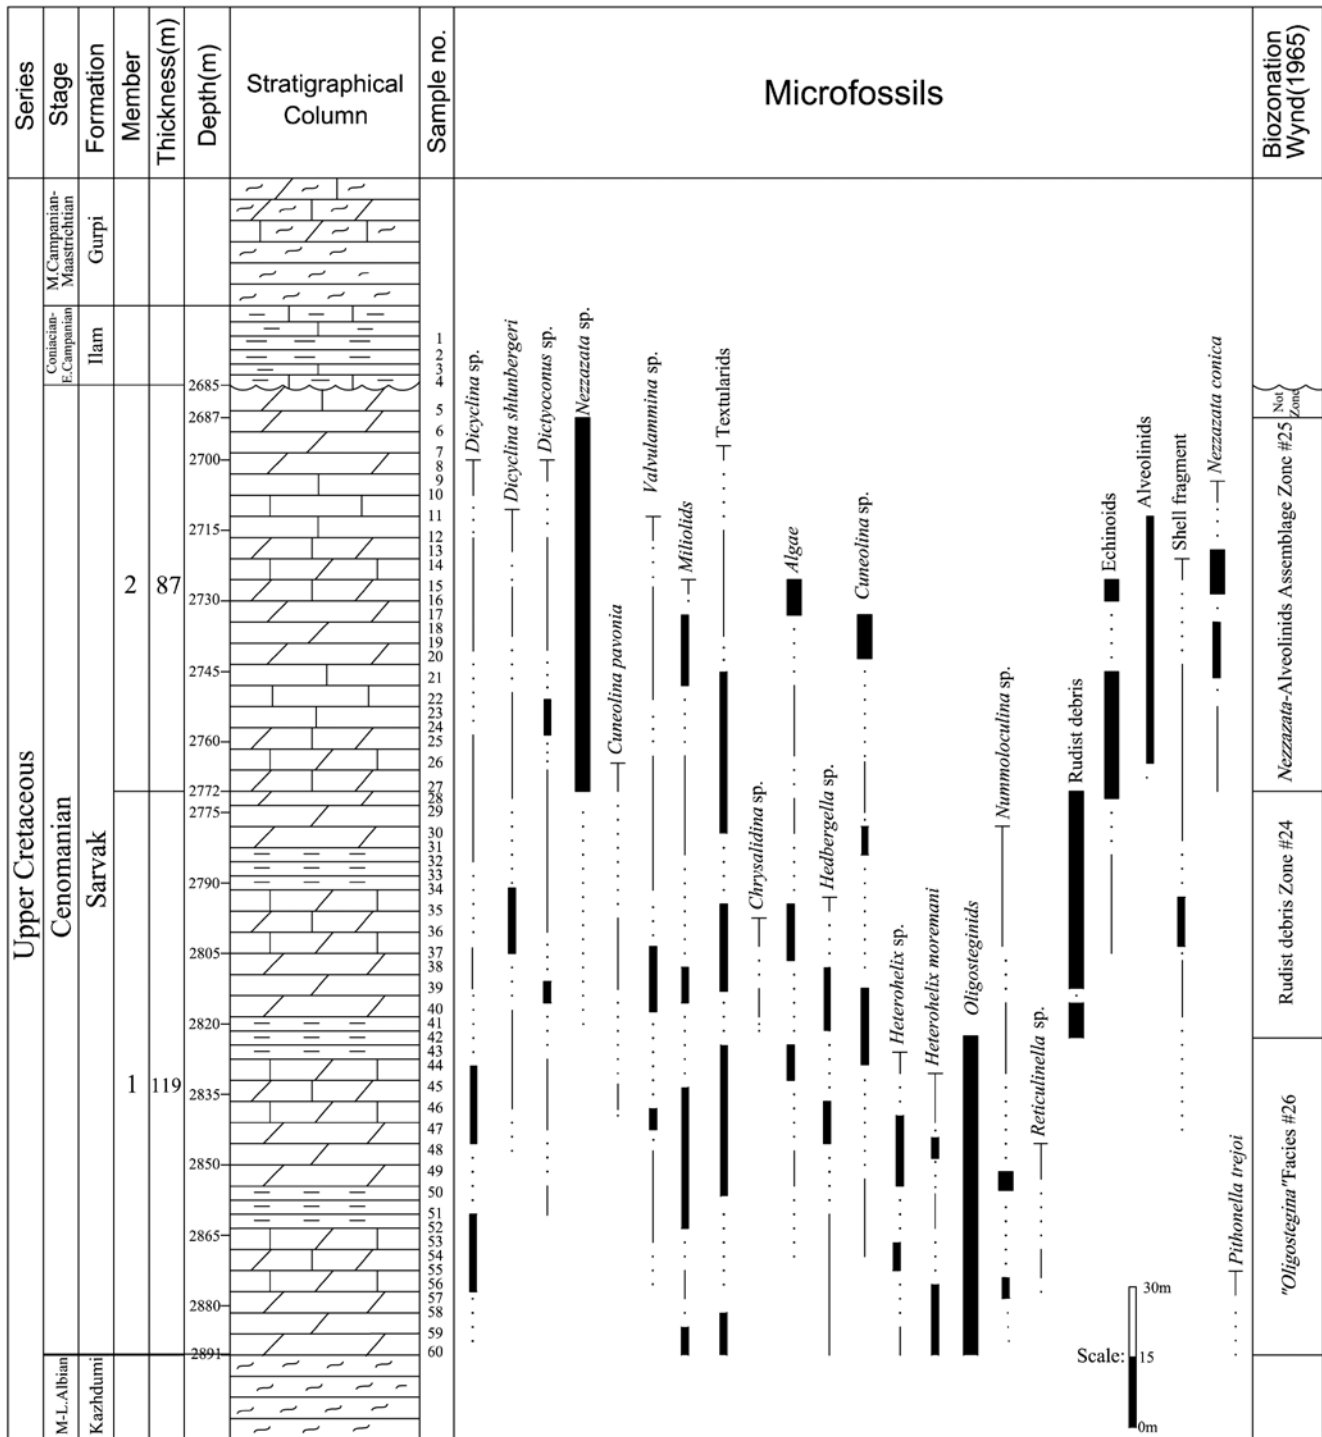 Series
Stage
Formation
Member
Thickness(m)
Depth(m)
Stratigraphical
Column
Sample no.
Microfossils
Biozonation
Wynd(1965)
Upper Cretaceous
M.Campanian-
Maastrichtian
Gurpi
Coniacian-
E.Campanian
Ilam
Cenomanian
Sarvak
M-L.Albian
Kazhdumi
2
87
1
119
2685
2687
2700
2715
2730
2745
2760
2772
2775
2790
2805
2820
2835
2850
2865
2880
2891
1
2
3
4
5
6
7
8
9
10
11
12
13
14
15
16
17
18
19
20
21
22
23
24
25
26
27
28
29
30
31
32
33
34
35
36
37
38
39
40
41
42
43
44
45
46
47
48
49
50
51
52
53
54
55
56
57
58
59
60
Dicyclina sp.
Dicyclina shlunbergeri
Dictyoconus sp.
Nezzazata sp.
Cuneolina pavonia
Valvulammina sp.
Miliolids
Textularids
Chrysalidina sp.
Algae
Hedbergella sp.
Cuneolina sp.
Heterohelix sp.
Heterohelix moremani
Oligosteginids
Nummoloculina sp.
Reticulinella sp.
Rudist debris
Echinoids
Alveolinids
Shell fragment
Nezzazata conica
Pithonella trejoi
Not
Zone
Nezzazata-Alveolinids Assemblage Zone #25
Rudist debris Zone #24
"Oligostegina"Facies #26
Scale:
30m
15
0m